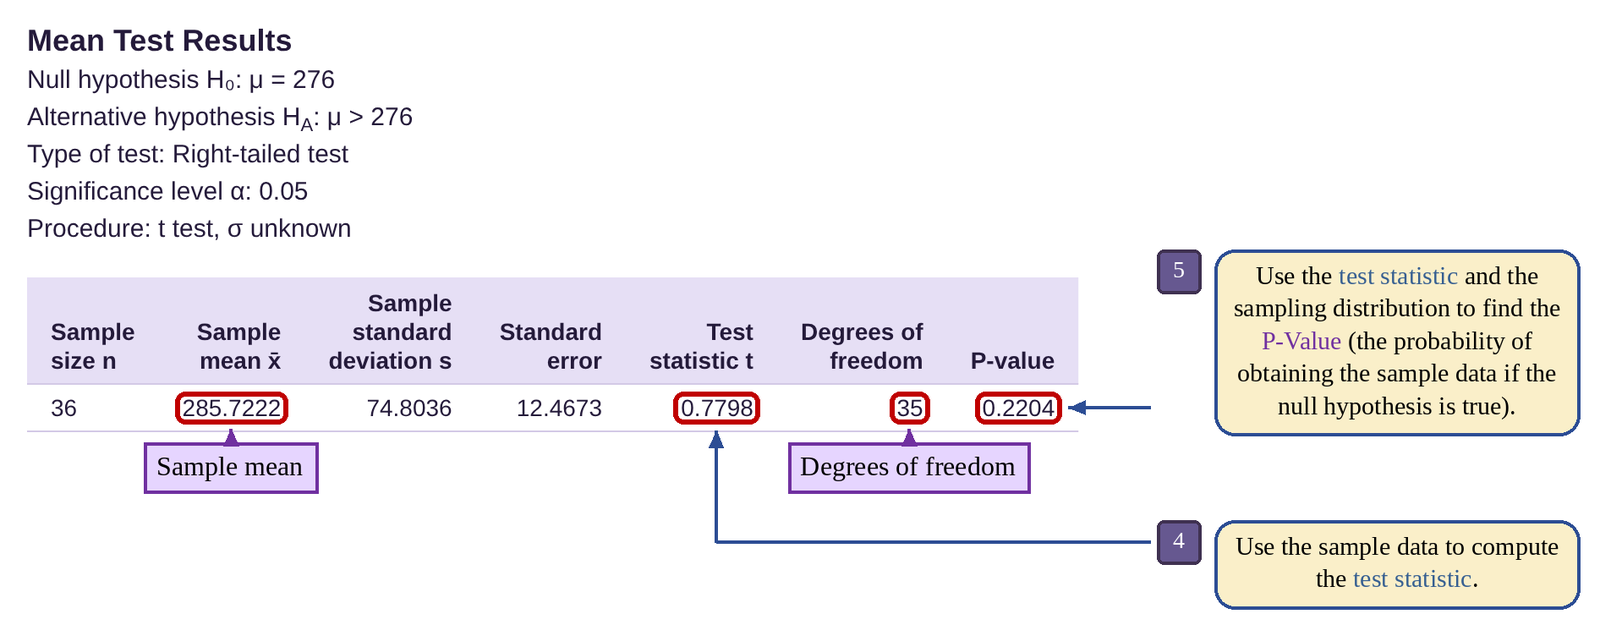 Mean Test Results
Null hypothesis H₀: μ = 276
Alternative hypothesis H_A: μ > 276
Type of test: Right-tailed test
Significance level α: 0.05
Procedure: t test, σ unknown
Sample size n
Sample mean x̄
Sample standard deviation s
Standard error
Test statistic t
Degrees of freedom
P-value
36 285.7222 74.8036 12.4673 0.7798 35 0.2204
Sample mean
Degrees of freedom
5
Use the test statistic and the
sampling distribution to find the
P-Value (the probability of
obtaining the sample data if the
null hypothesis is true).
4
Use the sample data to compute
the test statistic.